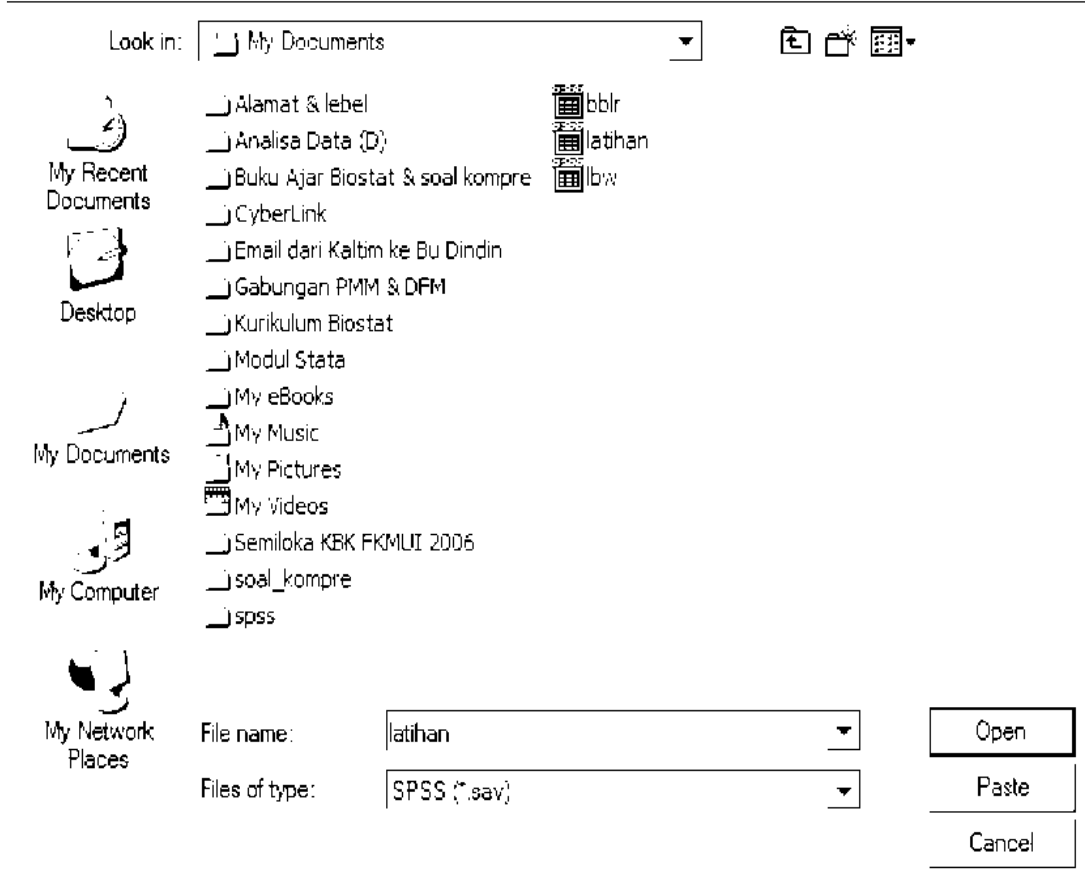 Look in: My Documents
My Recent
Documents
Desktop
My Documents
My Computer
My Network
Places
Alamat & lebel
Analisa Data (D)
Buku Ajar Biostat & soal kompre
CyberLink
Email dari Kaltim ke Bu Dindin
Gabungan PMM & DFM
Kurikulum Biostat
Modul Stata
My eBooks
My Music
My Pictures
My Videos
Semiloka KBK FKMUI 2006
soal_kompre
spss
bblr
latihan
lbw
File name: latihan
Open
Files of type: SPSS (*.sav)
Paste
Cancel